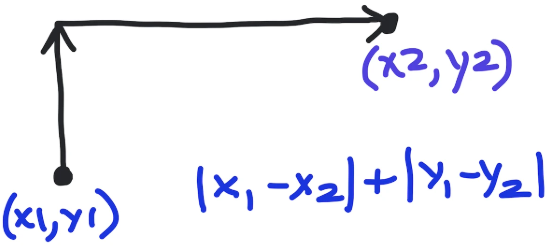 (x2, y2)
(x1, y1)
|x₁ - x₂| + |y₁ - y₂|